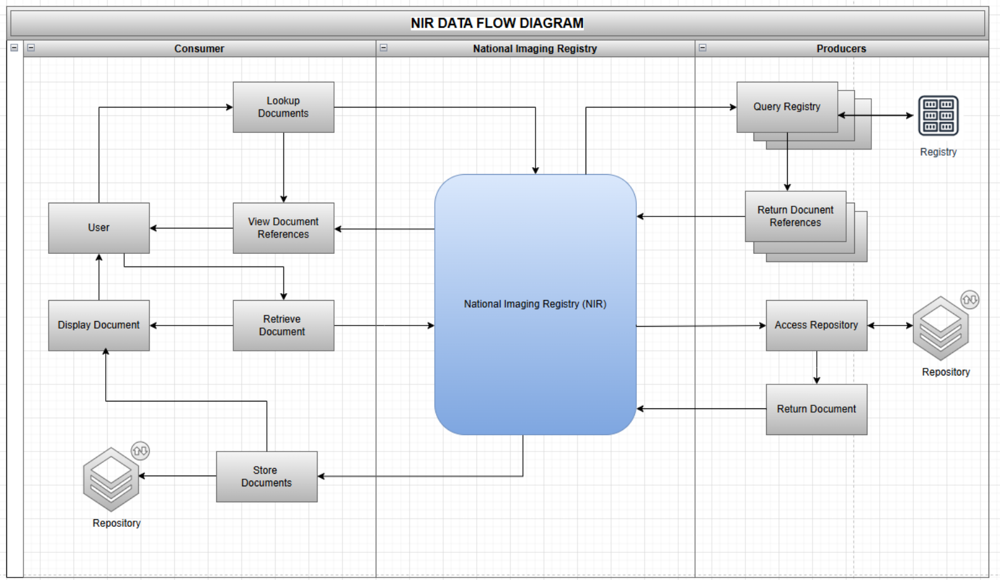 NIR DATA FLOW DIAGRAM
Consumer
National Imaging Registry
Producers
Lookup
Documents
Query Registry
Registry
User
View Document
References
Return Document
References
Display Document
Retrieve
Document
National Imaging Registry (NIR)
Access Repository
Repository
Return Document
Store
Documents
Repository